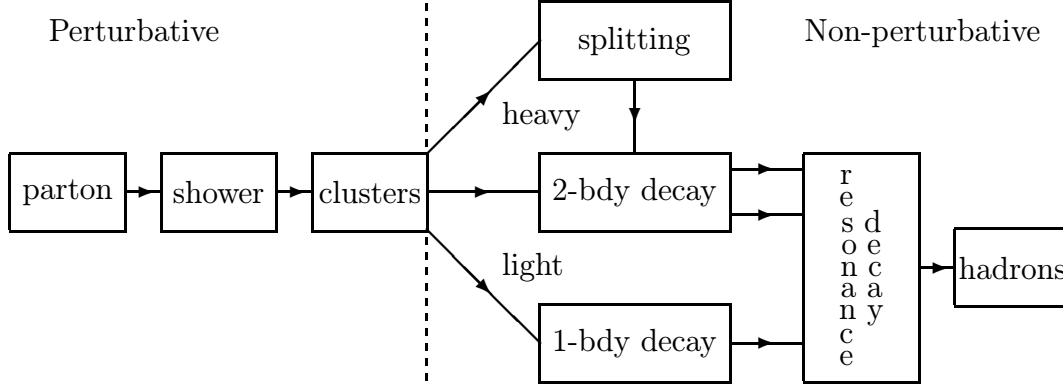 Perturbative
Non-perturbative
splitting
heavy
parton
shower
clusters
2-bdy decay
resonance
decay
light
hadrons
1-bdy decay